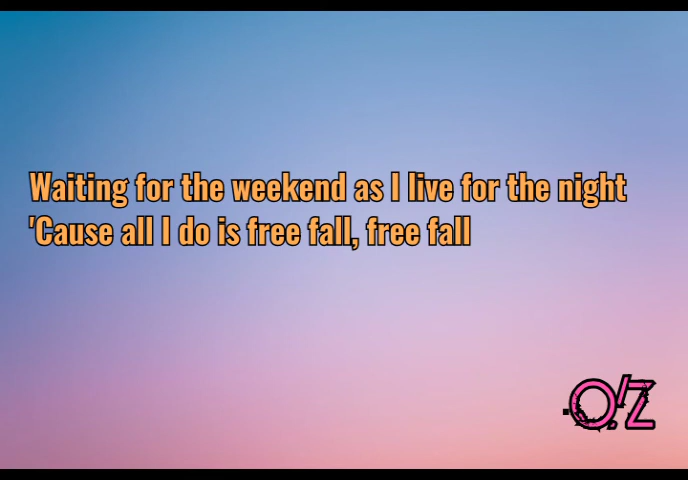 Waiting for the weekend as I live for the night
'Cause all I do is free fall, free fall
O'Z